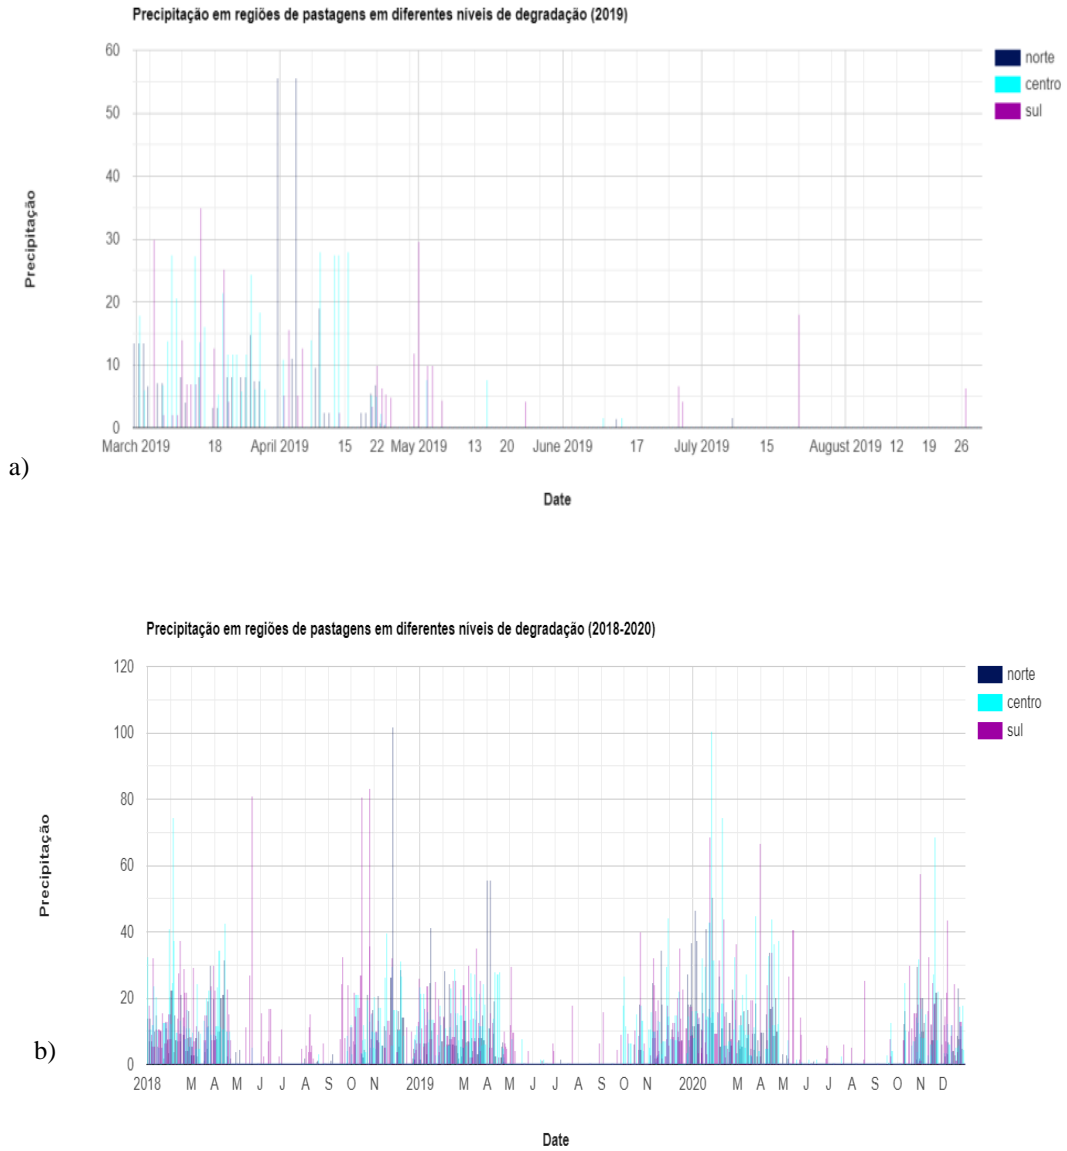 Precipitação em regiões de pastagens em diferentes níveis de degradação (2019)
60
50
40
30
20
10
0
Precipitação
norte
centro
sul
March 2019 18 April 2019 15 22 May 2019 13 20 June 2019 17 July 2019 15 August 2019 12 19 26
a)
Date
Precipitação em regiões de pastagens em diferentes níveis de degradação (2018-2020)
120
100
80
60
40
20
0
Precipitação
norte
centro
sul
b)
2018 M A M J J A S O N 2019 M A M J J A S O N 2020 M A M J J A S O N D
Date